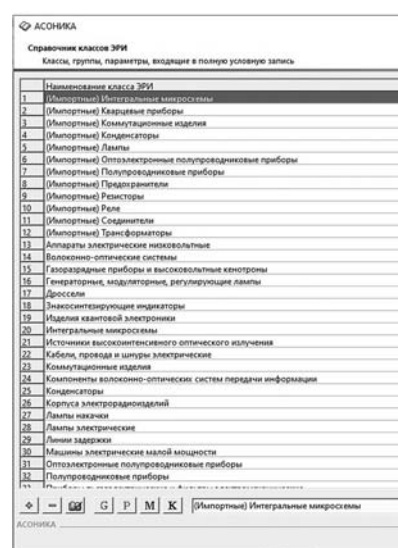 АСОНИКА
Справочник классов ЭРИ
Классы, группы, параметры, входящие в полную условную запись
Наименование класса ЭРИ
1 (Импортные) Интегральные микросхемы
2 (Импортные) Кварцевые приборы
3 (Импортные) Коммутационные изделия
4 (Импортные) Конденсаторы
5 (Импортные) Лампы
6 (Импортные) Оптоэлектронные полупроводниковые приборы
7 (Импортные) Полупроводниковые приборы
8 (Импортные) Предохранители
9 (Импортные) Резисторы
10 (Импортные) Реле
11 (Импортные) Соединители
12 (Импортные) Трансформаторы
13 Аппараты электрические низковольтные
14 Волоконно-оптические системы
15 Газоразрядные приборы и высоковольтные кенотроны
16 Генераторные, модуляторные, регулирующие лампы
17 Дроссели
18 Знакосинтезирующие индикаторы
19 Изделия квантовой электроники
20 Интегральные микросхемы
21 Источники высокоинтенсивного оптического излучения
22 Кабели, провода и шнуры электрические
23 Коммутационные изделия
24 Компоненты волоконно-оптических систем передачи информации
25 Конденсаторы
26 Корпуса электрорадиоизделий
27 Лампы накачки
28 Лампы электрические
29 Линии задержки
30 Машины электрические малой мощности
31 Оптоэлектронные полупроводниковые приборы
32 Полупроводниковые приборы
G P M K (Импортные) Интегральные микросхемы
АСОНИКА